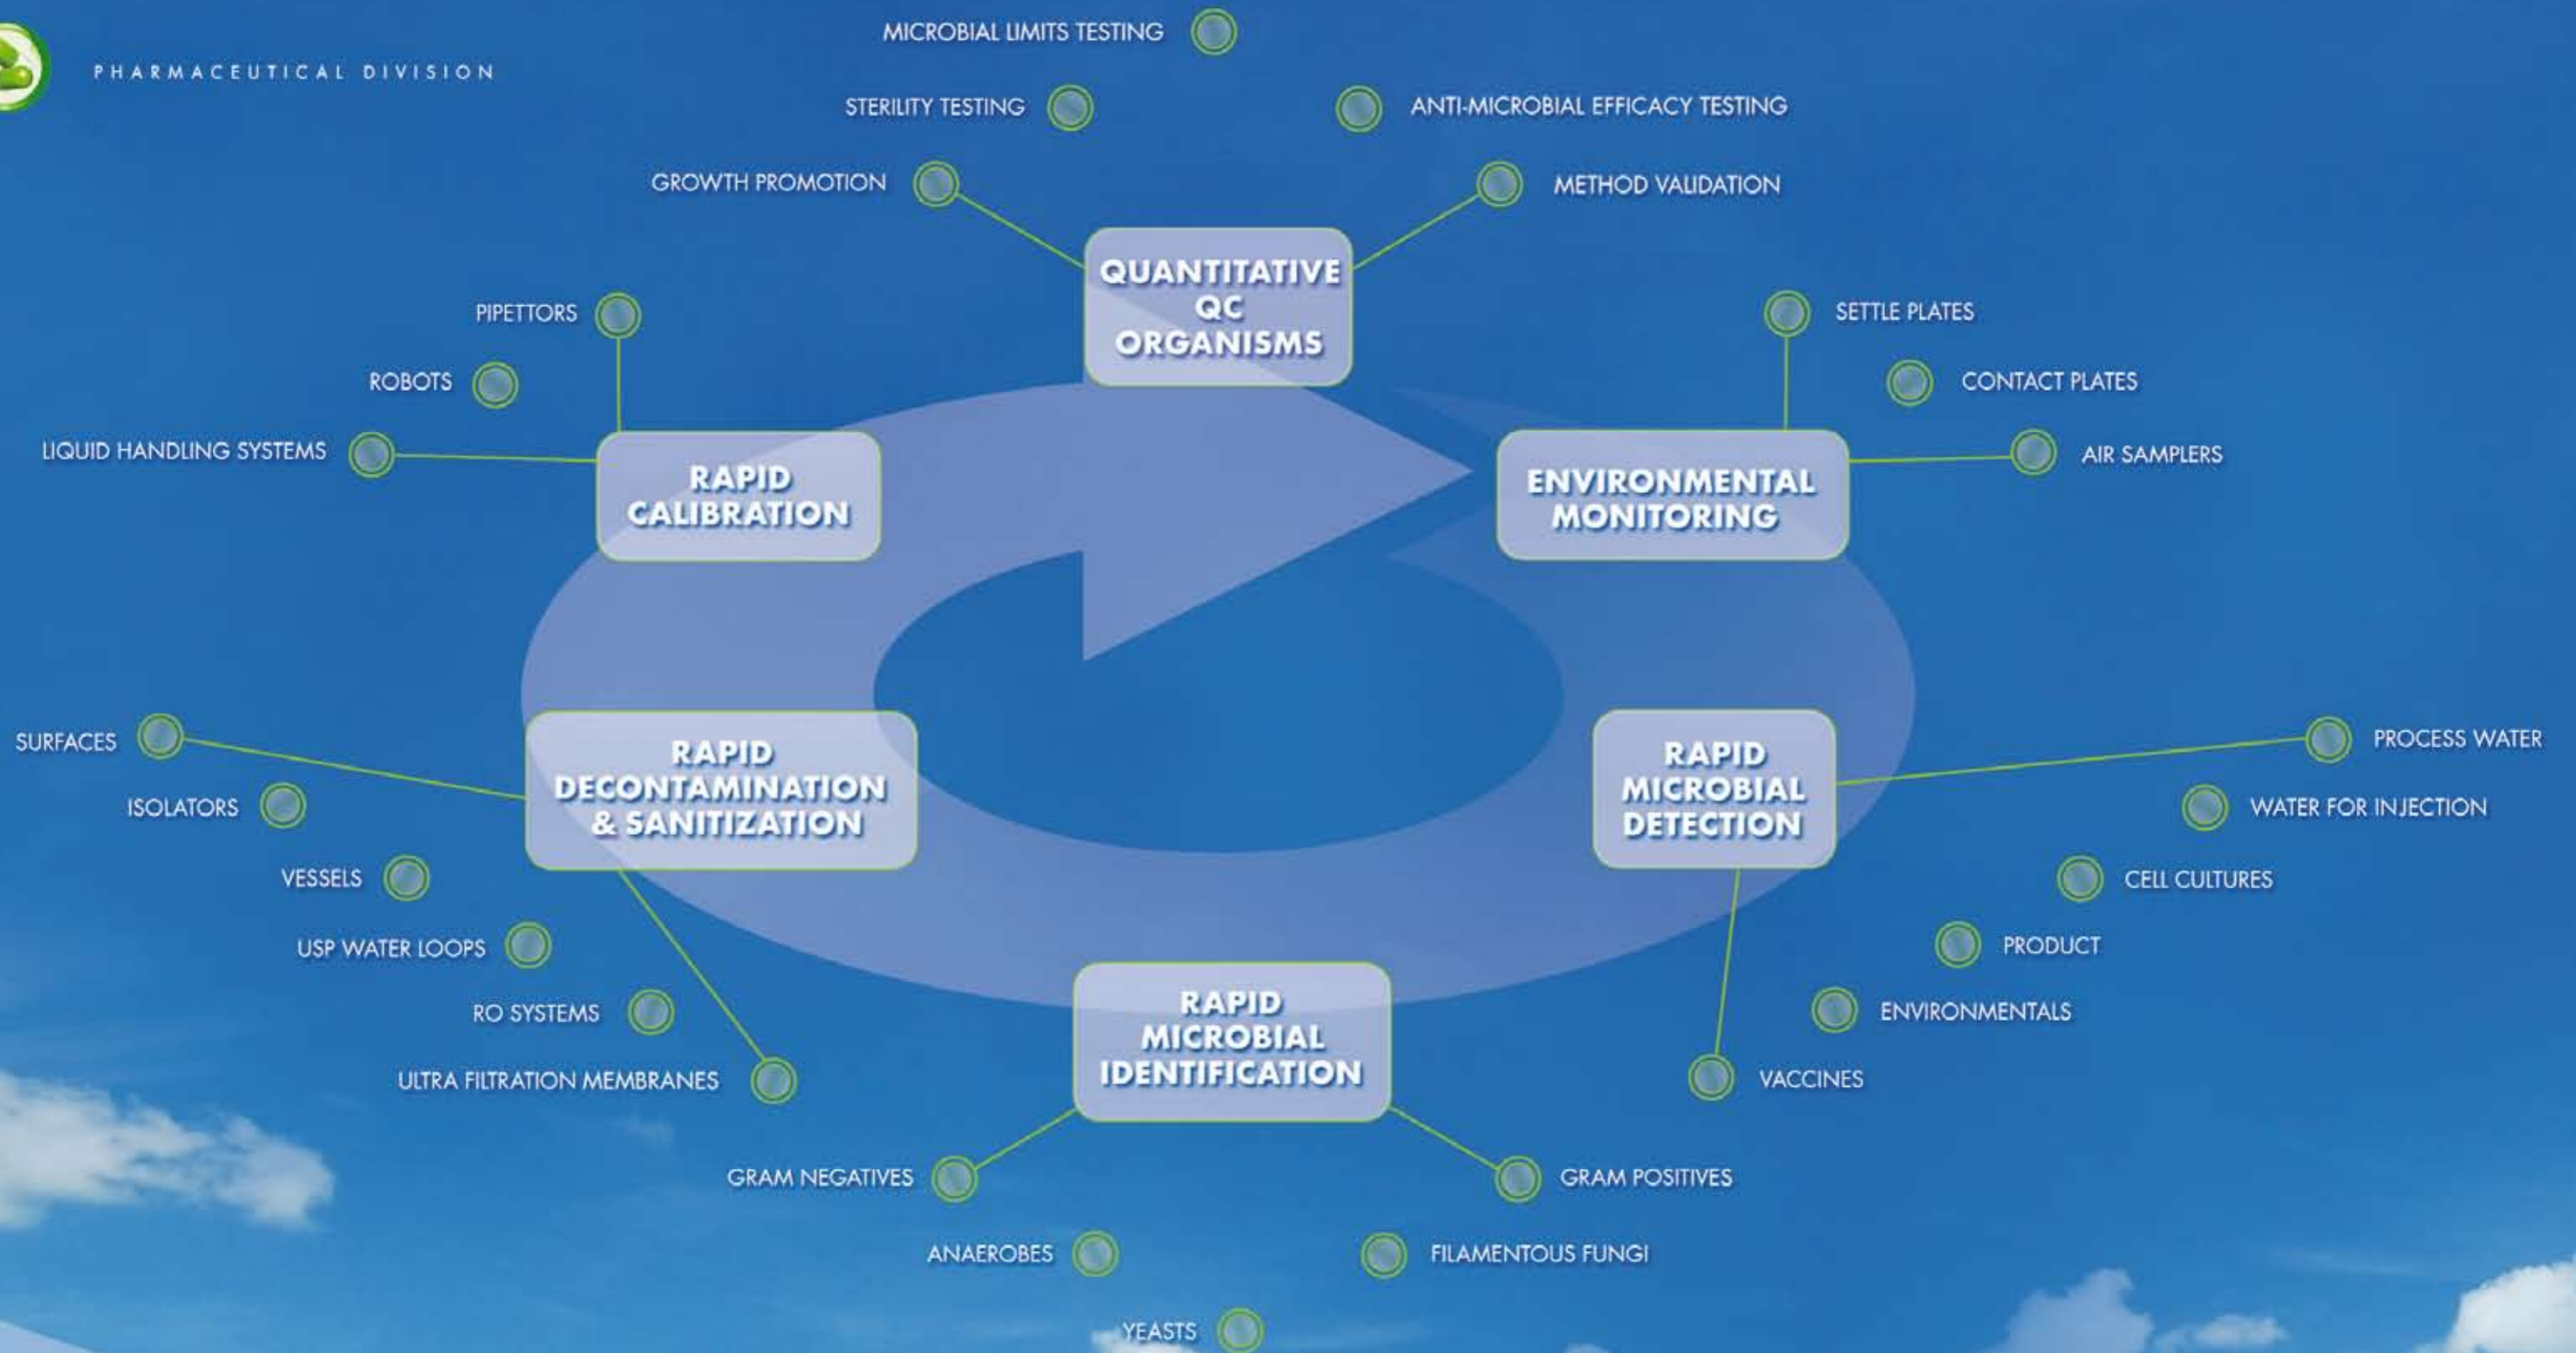 PHARMACEUTICAL DIVISION
MICROBIAL LIMITS TESTING
STERILITY TESTING
ANTI-MICROBIAL EFFICACY TESTING
GROWTH PROMOTION
METHOD VALIDATION
QUANTITATIVE
QC
ORGANISMS
PIPETTORS
ROBOTS
LIQUID HANDLING SYSTEMS
RAPID
CALIBRATION
SETTLE PLATES
CONTACT PLATES
AIR SAMPLERS
ENVIRONMENTAL
MONITORING
SURFACES
ISOLATORS
VESSELS
USP WATER LOOPS
RO SYSTEMS
ULTRA FILTRATION MEMBRANES
RAPID
DECONTAMINATION
& SANITIZATION
RAPID
MICROBIAL
DETECTION
PROCESS WATER
WATER FOR INJECTION
CELL CULTURES
PRODUCT
ENVIRONMENTALS
VACCINES
RAPID
MICROBIAL
IDENTIFICATION
GRAM NEGATIVES
GRAM POSITIVES
ANAEROBES
FILAMENTOUS FUNGI
YEASTS